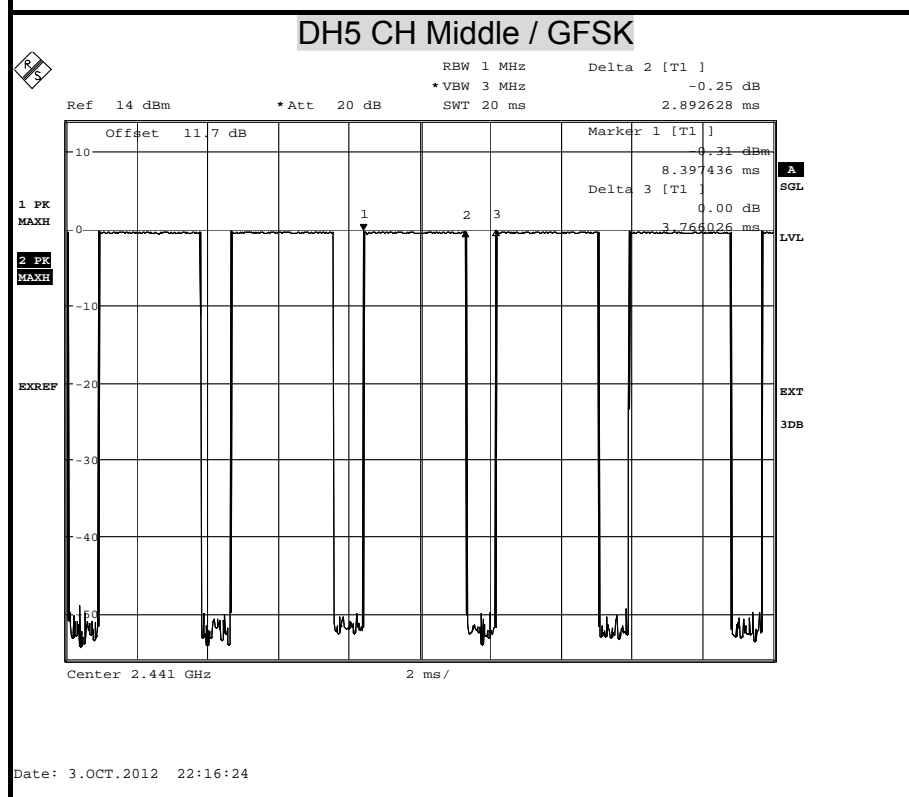 DH5 CH Middle / GFSK
R S
RBW 1 MHz
Delta 2 [T1 ]
*VBW 3 MHz
-0.25 dB
Ref 14 dBm
*Att 20 dB
SWT 20 ms
2.892628 ms
Offset 11.7 dB
Marker 1 [T1 ]
-0.31 dBm
8.397436 ms
Delta 3 [T1 ]
0.00 dB
3.766026 ms
A
SGL
1 PK
MAXH
2 PK
MAXH
LVL
EXREF
EXT
3DB
10
0
-10
-20
-30
-40
-50
1
2
3
Center 2.441 GHz
2 ms/
Date: 3.OCT.2012 22:16:24